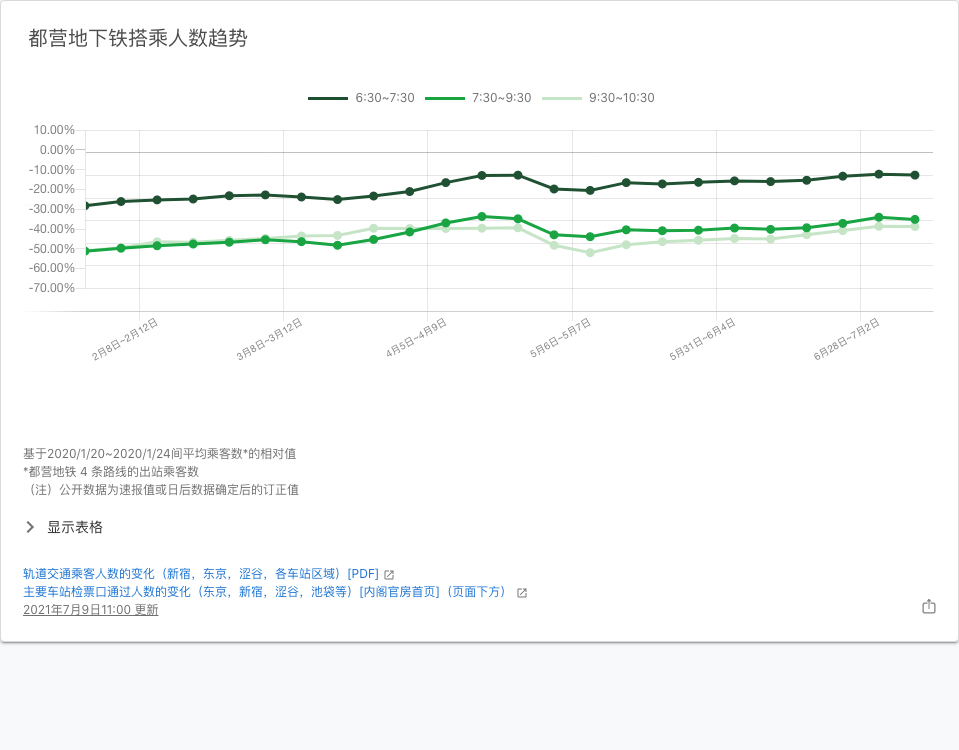 都营地下铁搭乘人数趋势
6:30~7:30 7:30~9:30 9:30~10:30
10.00%
0.00%
-10.00%
-20.00%
-30.00%
-40.00%
-50.00%
-60.00%
-70.00%
2月8日~2月12日
3月8日~3月12日
4月5日~4月9日
5月6日~5月7日
5月31日~6月4日
6月28日~7月2日
基于2020/1/20~2020/1/24间平均乘客数*的相对值
*都营地铁 4 条路线的出站乘客数
（注）公开数据为速报值或日后数据确定后的订正值
显示表格
轨道交通乘客人数的变化（新宿，东京，涩谷，各车站区域）[PDF]
主要车站检票口通过人数的变化（东京，新宿，涩谷，池袋等）[内阁官房首页]（页面下方）
2021年7月9日11:00 更新